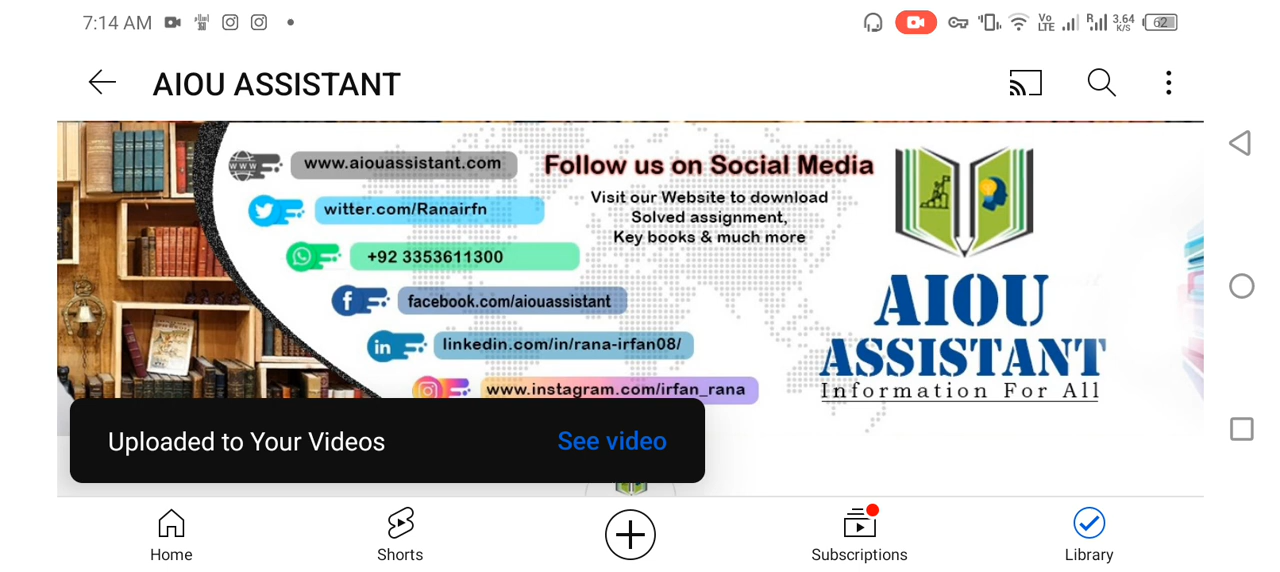 7:14 AM
Vo LTE R 3.64 K/S 62
AIOU ASSISTANT
www.aiouassistant.com
witter.com/Ranairfn
+92 3353611300
facebook.com/aiouassistant
in linkedin.com/in/rana-irfan08/
www.instagram.com/irfan_rana
Follow us on Social Media
Visit our Website to download
Solved assignment,
Key books & much more
AIOU
ASSISTANT
Information For All
Uploaded to Your Videos See video
Home Shorts Subscriptions Library